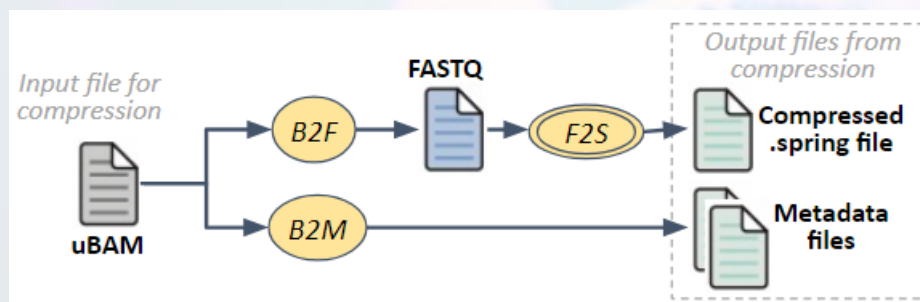 Input file for
compression
uBAM
B2F
FASTQ
F2S
B2M
Output files from
compression
Compressed
.spring file
Metadata
files